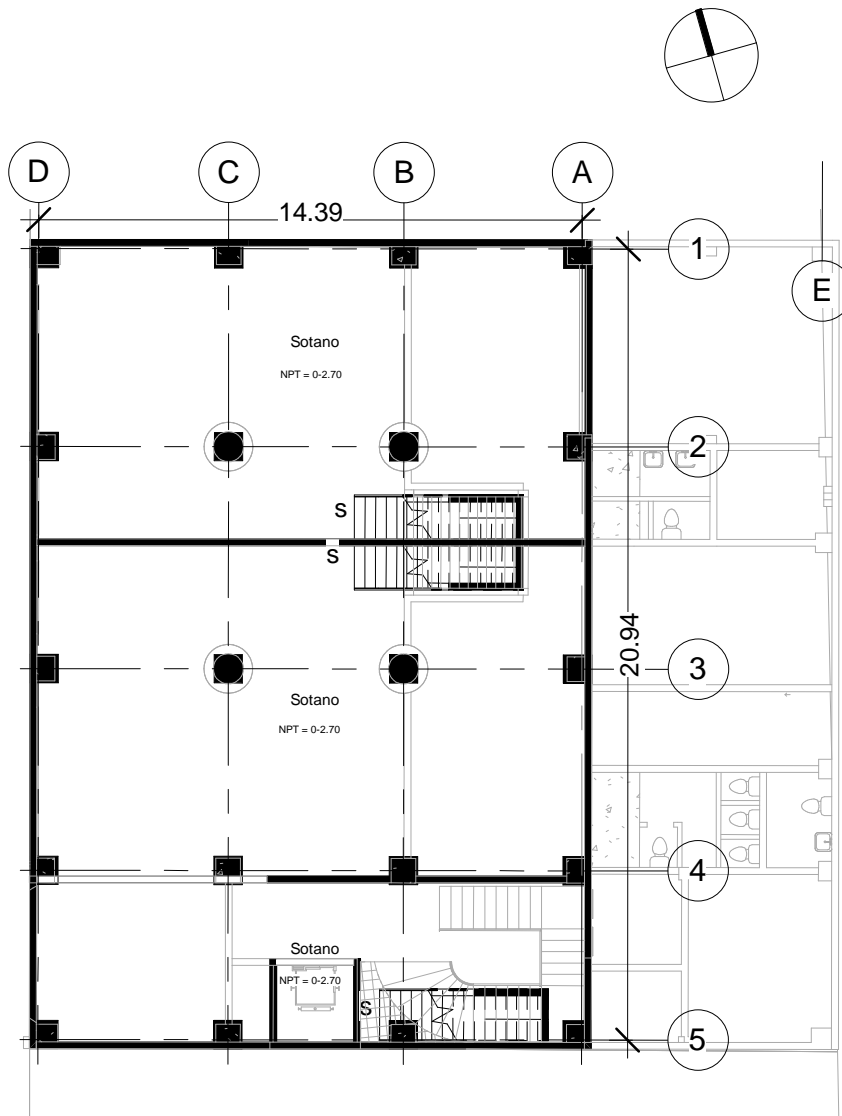 D
C
B
A
14.39
1
E
Sotano
NPT = 0-2.70
2
S
S
20.94
3
Sotano
NPT = 0-2.70
4
Sotano
NPT = 0-2.70
S
5